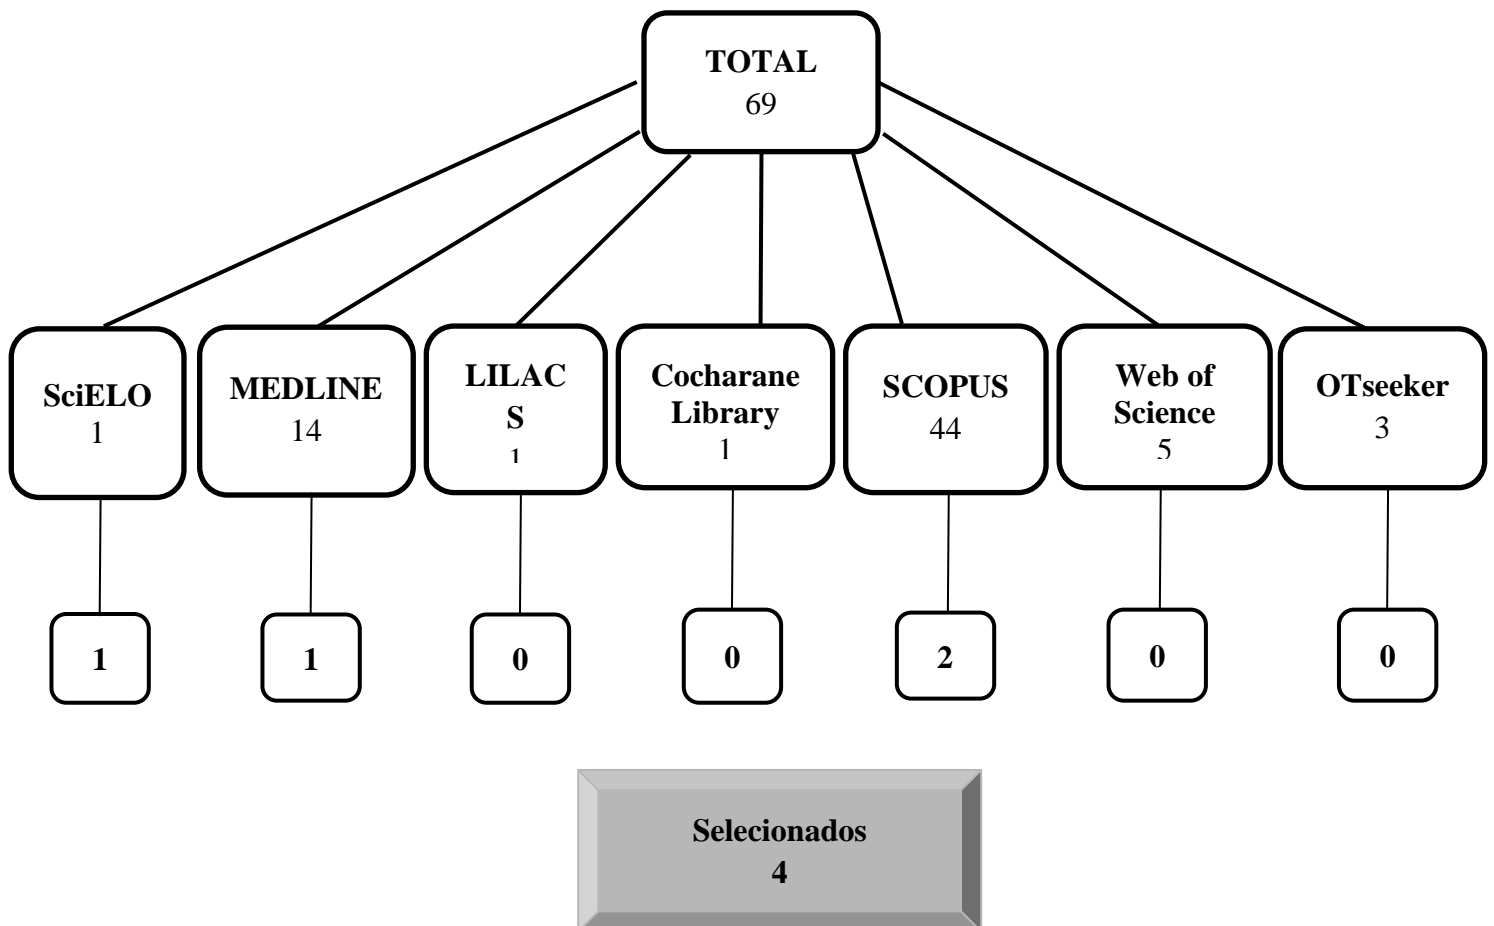 TOTAL
69
SciELO
1
MEDLINE
14
LILAC
S
1
Cocharane
Library
1
SCOPUS
44
Web of
Science
5
OTseeker
3
1
1
0
0
2
0
0
Selecionados
4